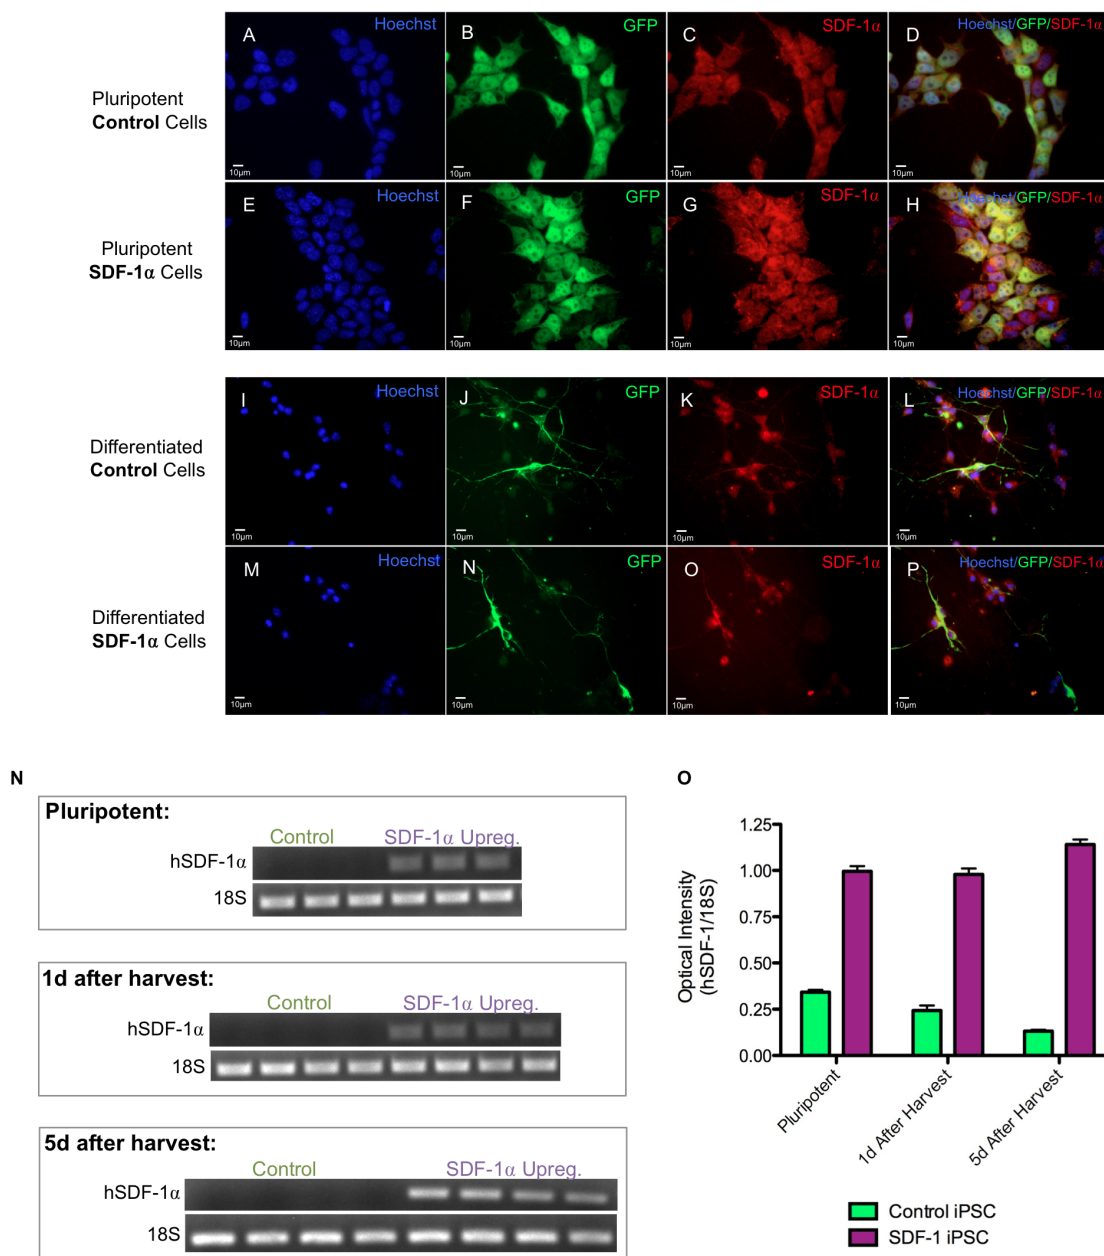 A Hoechst
B GFP
C SDF-1α
D Hoechst/GFP/SDF-1α
Pluripotent
Control Cells
10μm
10μm
10μm
10μm
E Hoechst
F GFP
G SDF-1α
H Hoechst/GFP/SDF-1α
Pluripotent
SDF-1α Cells
10μm
10μm
10μm
10μm
I Hoechst
J GFP
K SDF-1α
L Hoechst/GFP/SDF-1α
Differentiated
Control Cells
10μm
10μm
10μm
10μm
M Hoechst
N GFP
O SDF-1α
P Hoechst/GFP/SDF-1α
Differentiated
SDF-1α Cells
10μm
10μm
10μm
10μm
N
Pluripotent:
Control SDF-1α Upreg.
hSDF-1α
18S
1d after harvest:
Control SDF-1α Upreg.
hSDF-1α
18S
5d after harvest:
Control SDF-1α Upreg.
hSDF-1α
18S
O
Optical Intensity
(hSDF-1/18S)
1.25
1.00
0.75
0.50
0.25
0.00
Pluripotent
1d After Harvest
5d After Harvest
Control iPSC
SDF-1 iPSC